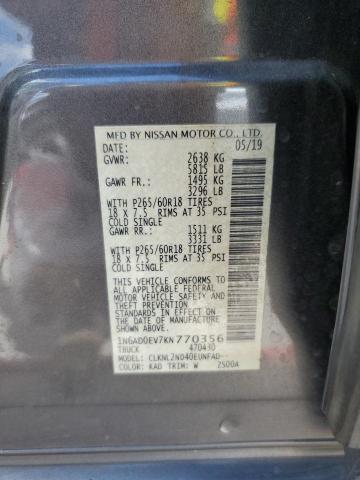 MFD BY NISSAN MOTOR CO., LTD.
DATE: 05/19
GVWR: 2638 KG
5815 LB
GAWR FR.: 1495 KG
3296 LB
WITH P265/60R18 TIRES
18 x 7.5 RIMS AT 35 PSI
COLD SINGLE
GAWR RR.: 1511 KG
3331 LB
WITH P265/60R18 TIRES
18 x 7.5 RIMS AT 35 PSI
COLD SINGLE
THIS VEHICLE CONFORMS TO
ALL APPLICABLE FEDERAL
MOTOR VEHICLE SAFETY
STANDARDS IN EFFECT
ON THE DATE OF
MANUFACTURE SHOWN ABOVE.
1N6AD0EV7KN770356
TRUCK 470430
MODEL: CLKNL2N040EUNFAD--
COLOR: KAD TRIM: W 2500A